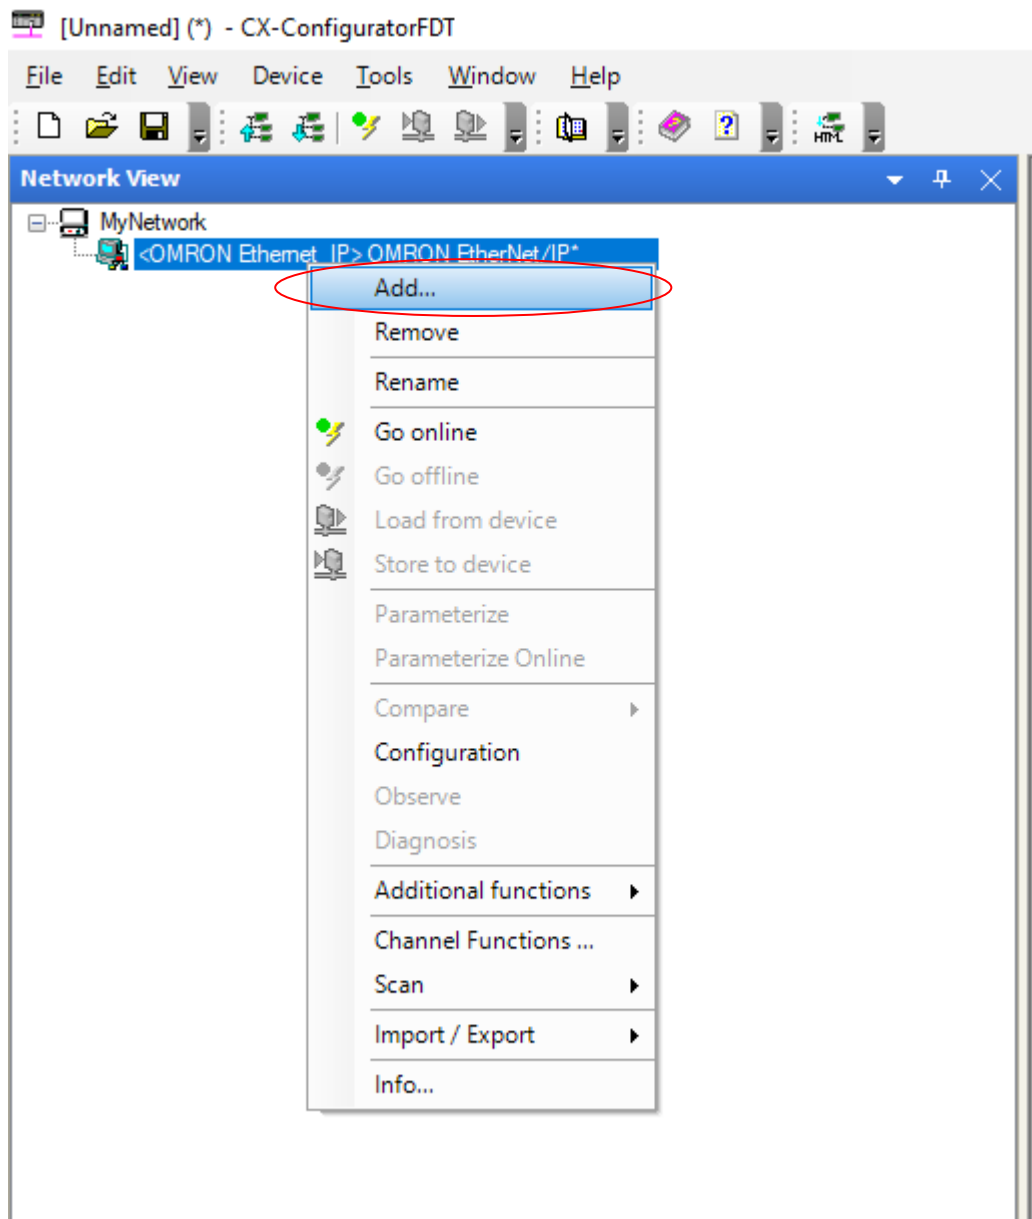 [Unnamed] (*) - CX-ConfiguratorFDT
File Edit View Device Tools Window Help
HTML
Network View
MyNetwork
<OMRON Ethernet_IP> OMRON EtherNet/IP*
Add...
Remove
Rename
Go online
Go offline
Load from device
Store to device
Parameterize
Parameterize Online
Compare
Configuration
Observe
Diagnosis
Additional functions
Channel Functions ...
Scan
Import / Export
Info...